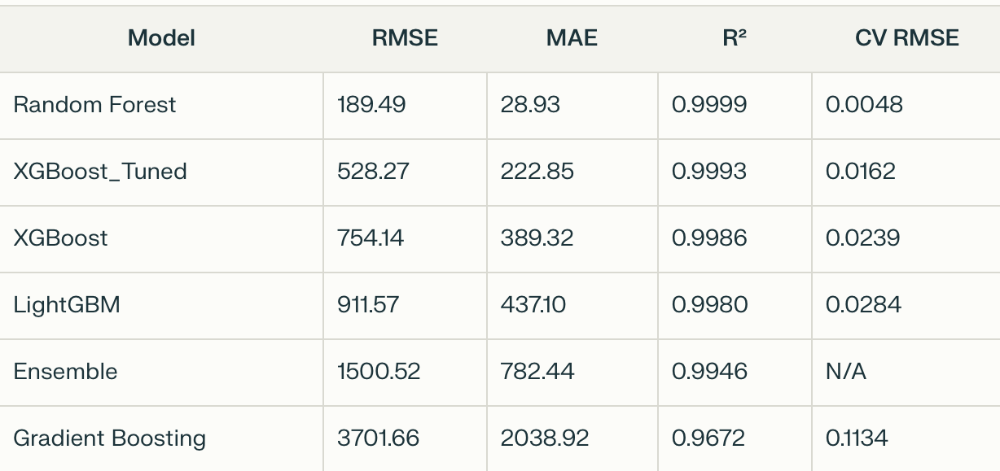 Model RMSE MAE R² CV RMSE
Random Forest 189.49 28.93 0.9999 0.0048
XGBoost_Tuned 528.27 222.85 0.9993 0.0162
XGBoost 754.14 389.32 0.9986 0.0239
LightGBM 911.57 437.10 0.9980 0.0284
Ensemble 1500.52 782.44 0.9946 N/A
Gradient Boosting 3701.66 2038.92 0.9672 0.1134